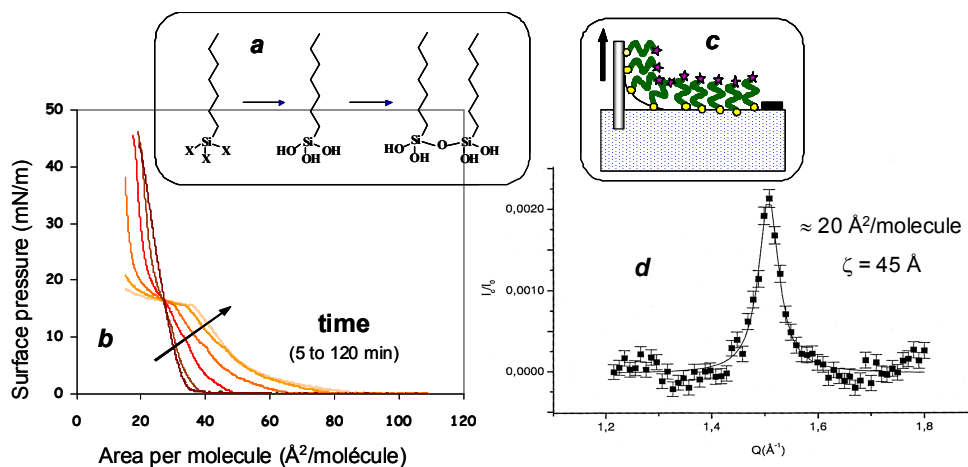 a
X
Si
X
X
HO
Si
OH
OH
HO
Si
O
Si
OH
OH
OH
OH
c
50
40
30
20
10
0
Surface pressure (mN/m)
b
time
(5 to 120 min)
0
20
40
60
80
100
120
Area per molecule (Å²/molécule)
0,0020
0,0010
0,0000
I/I₀
d
≈ 20 Å²/molecule
ζ = 45 Å
1,2
1,4
1,6
1,8
Q(Å⁻¹)